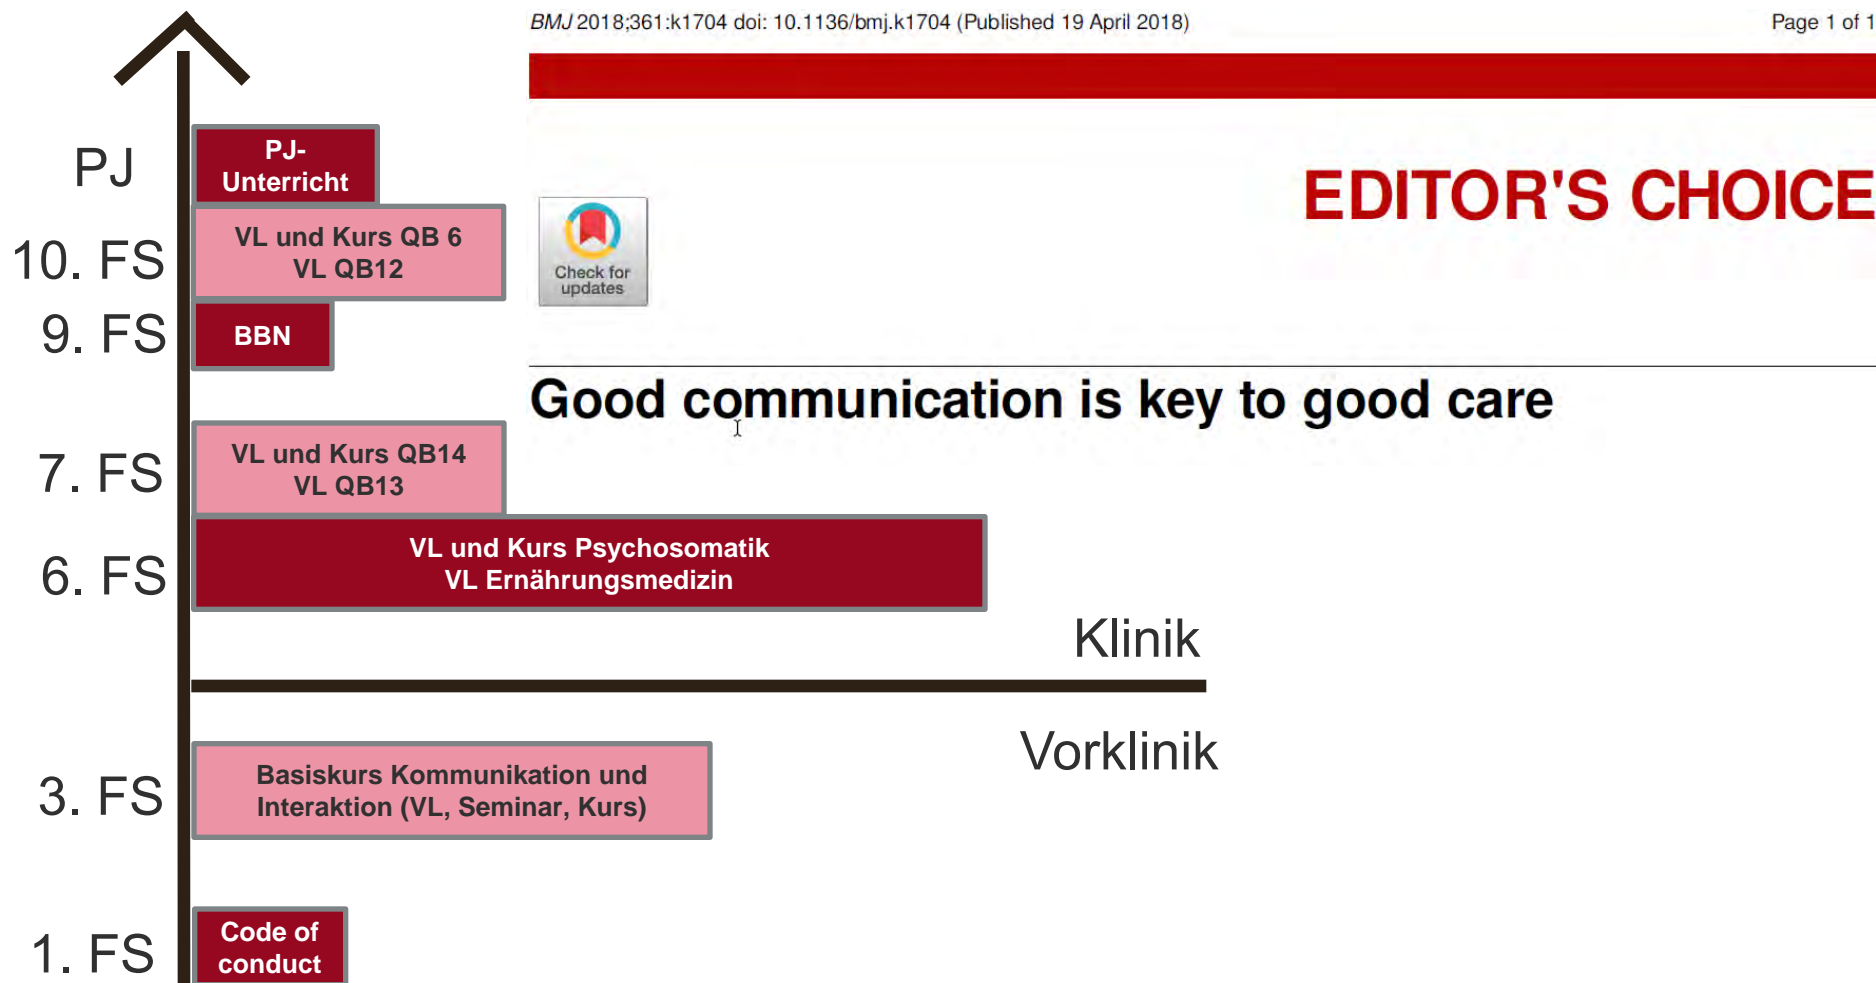 BMJ 2018;361:k1704 doi: 10.1136/bmj.k1704 (Published 19 April 2018)
Page 1 of 1
EDITOR'S CHOICE
Check for
updates
Good communication is key to good care
PJ
PJ-
Unterricht
10. FS
VL und Kurs QB 6
VL QB12
9. FS
BBN
7. FS
VL und Kurs QB14
VL QB13
6. FS
VL und Kurs Psychosomatik
VL Ernährungsmedizin
Klinik
Vorklinik
3. FS
Basiskurs Kommunikation und
Interaktion (VL, Seminar, Kurs)
1. FS
Code of
conduct